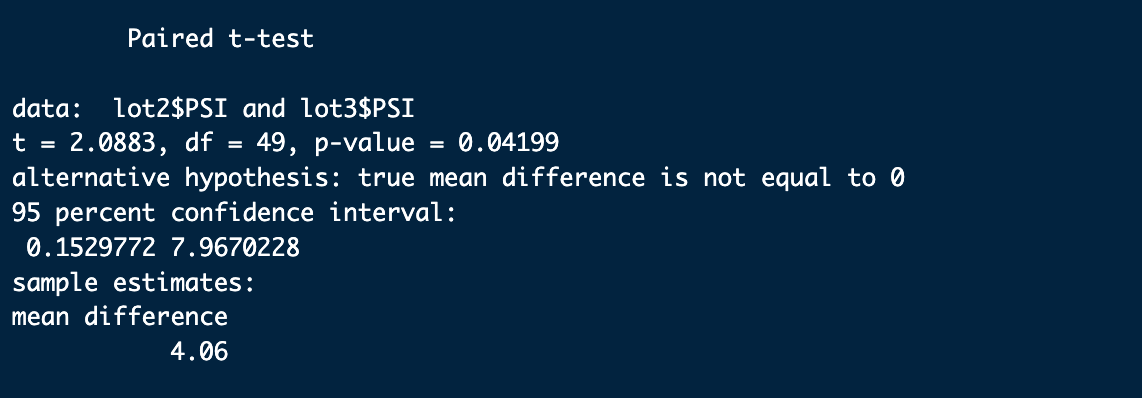 Paired t-test
data:  lot2$PSI and lot3$PSI
t = 2.0883, df = 49, p-value = 0.04199
alternative hypothesis: true mean difference is not equal to 0
95 percent confidence interval:
0.1529772 7.9670228
sample estimates:
mean difference
4.06